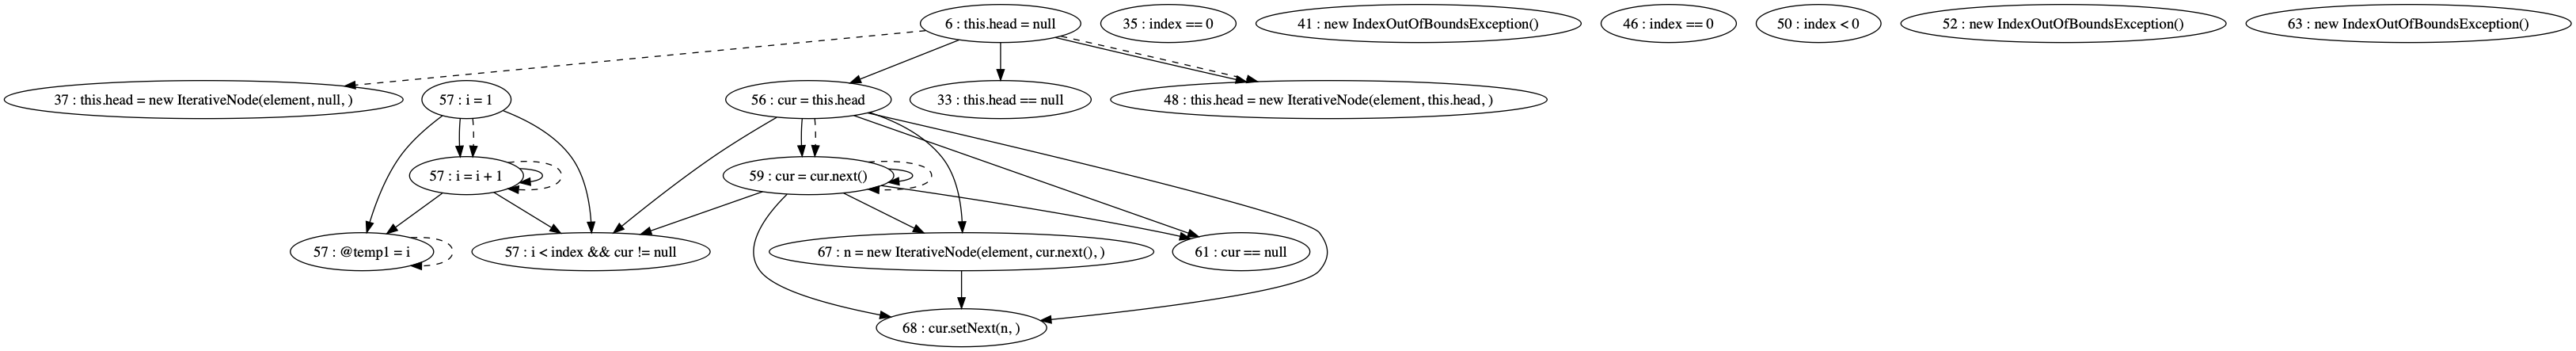 6 : this.head = null
35 : index == 0
41 : new IndexOutOfBoundsException()
46 : index == 0
50 : index < 0
52 : new IndexOutOfBoundsException()
63 : new IndexOutOfBoundsException()
37 : this.head = new IterativeNode(element, null, )
57 : i = 1
56 : cur = this.head
33 : this.head == null
48 : this.head = new IterativeNode(element, this.head, )
57 : i = i + 1
59 : cur = cur.next()
57 : @temp1 = i
57 : i < index && cur != null
67 : n = new IterativeNode(element, cur.next(), )
61 : cur == null
68 : cur.setNext(n, )